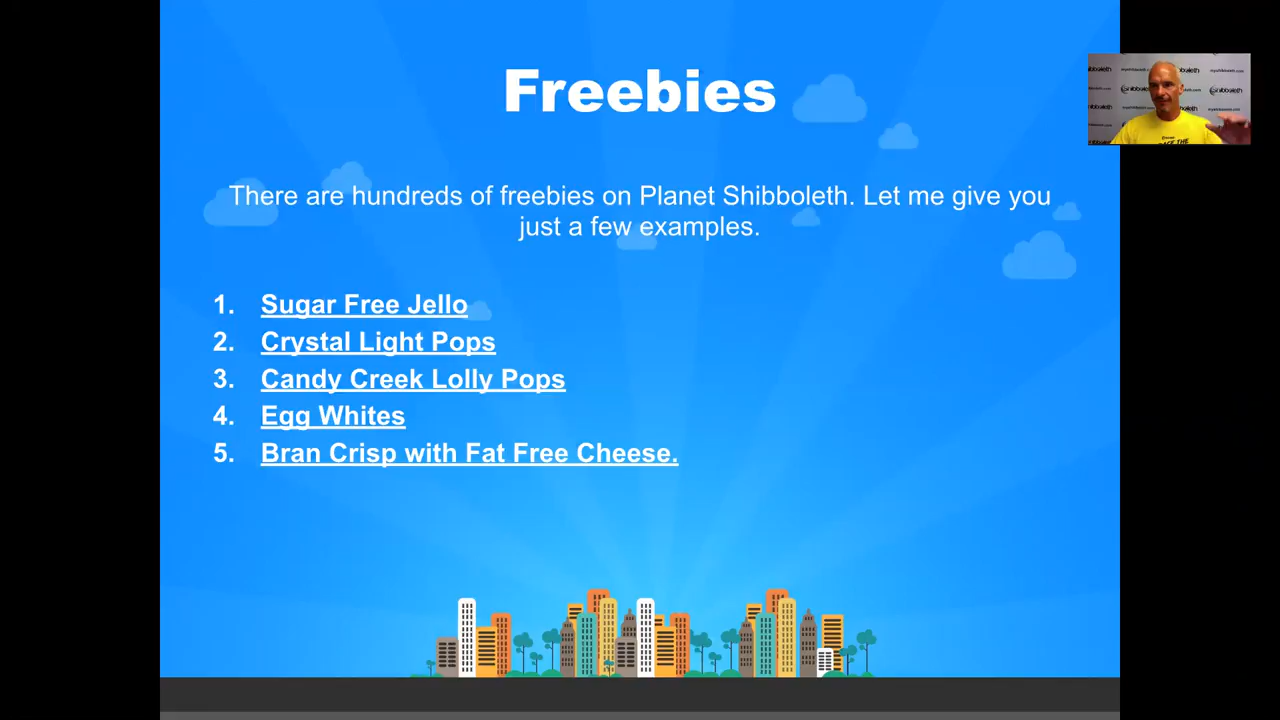 Freebies
There are hundreds of freebies on Planet Shibboleth. Let me give you
just a few examples.
1. Sugar Free Jello
2. Crystal Light Pops
3. Candy Creek Lolly Pops
4. Egg Whites
5. Bran Crisp with Fat Free Cheese.